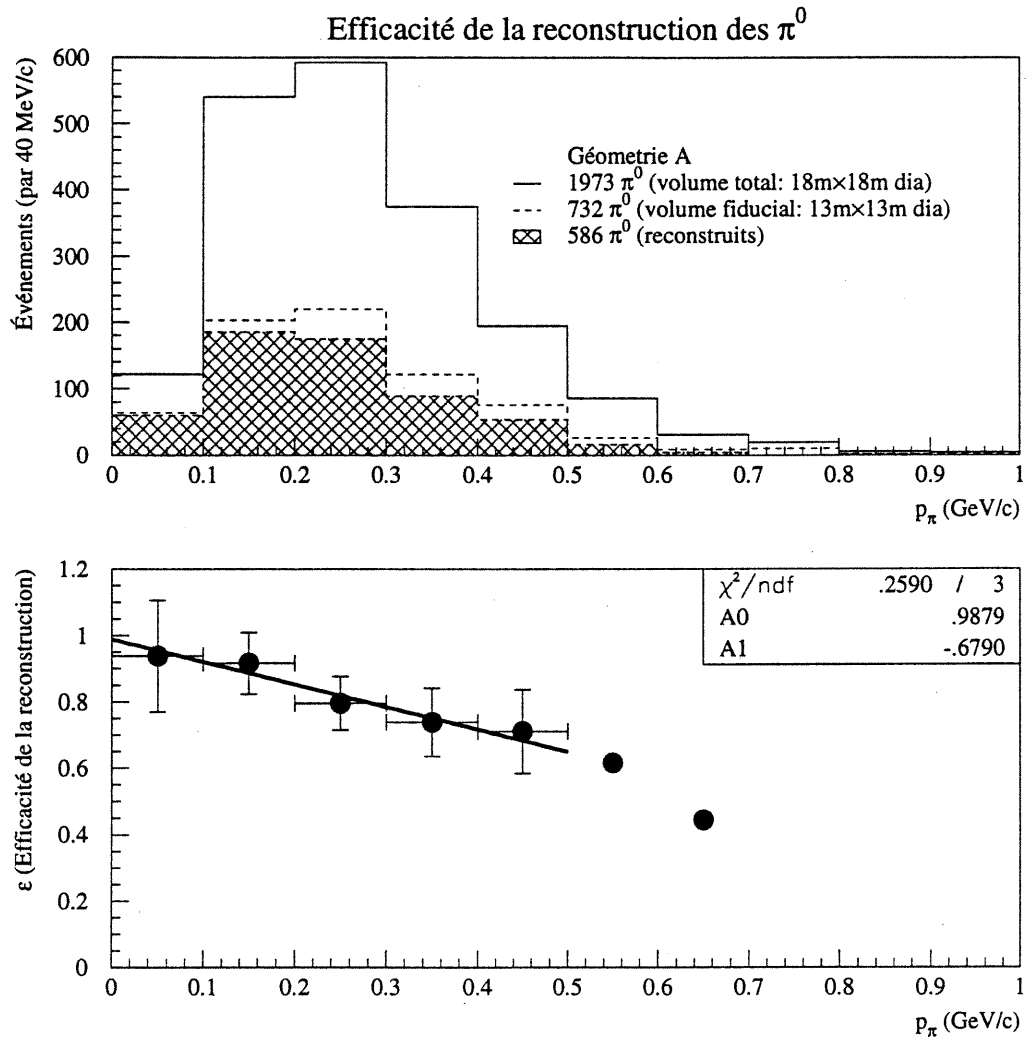 Efficacité de la reconstruction des π⁰
Événements (par 40 MeV/c)
600
500
400
300
200
100
0
Géometrie A
1973 π⁰ (volume total: 18m×18m dia)
732 π⁰ (volume fiducial: 13m×13m dia)
586 π⁰ (reconstruits)
0 0.1 0.2 0.3 0.4 0.5 0.6 0.7 0.8 0.9 1
pπ (GeV/c)
ε (Efficacité de la reconstruction)
1.2
1
0.8
0.6
0.4
0.2
0
χ²/ndf .2590 / 3
A0 .9879
A1 -.6790
0 0.1 0.2 0.3 0.4 0.5 0.6 0.7 0.8 0.9 1
pπ (GeV/c)